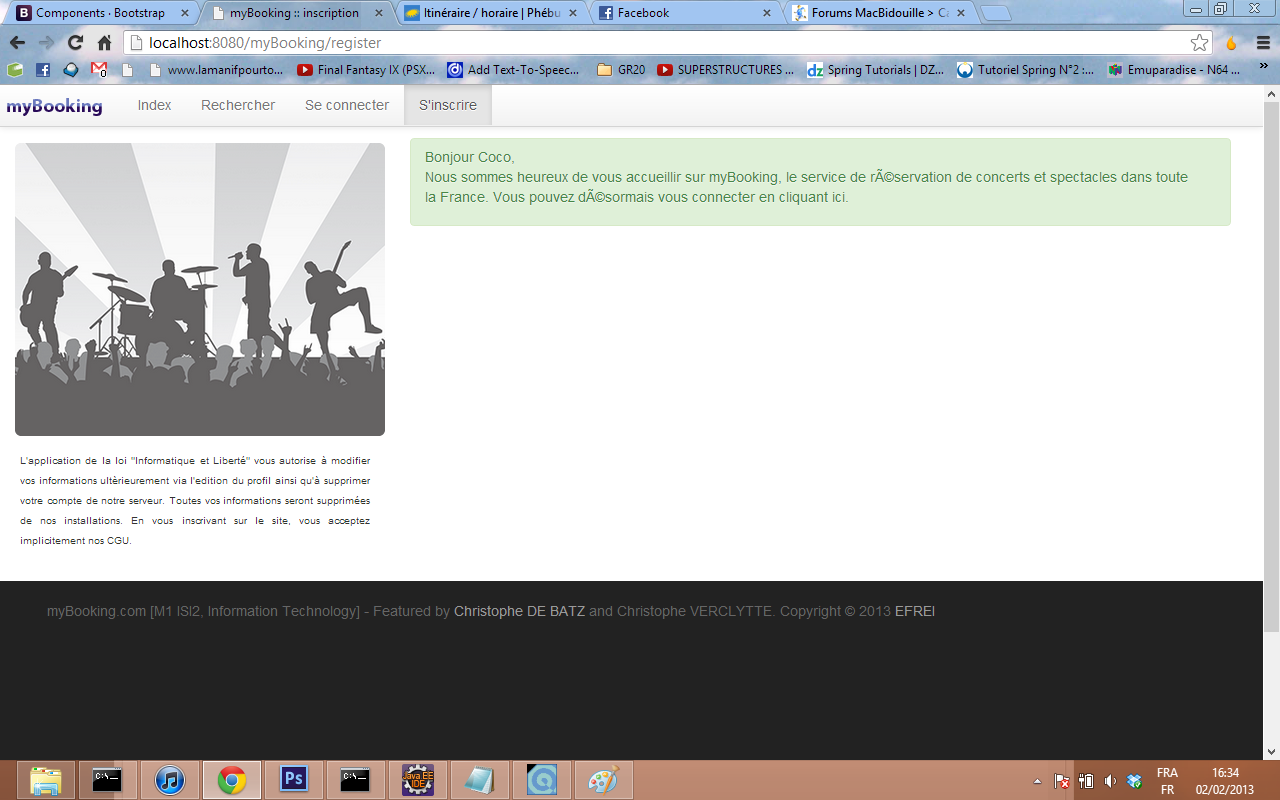 Components · Bootstrap
myBooking :: inscription
Itinéraire / horaire | Phébu
Facebook
Forums MacBidouille > Ca
localhost:8080/myBooking/register
0
www.lamanifpourto...
Final Fantasy IX (PSX...
Add Text-To-Speec...
GR20
SUPERSTRUCTURES ...
dz
Spring Tutorials | DZ...
Tutoriel Spring N°2 :...
Emuparadise - N64 ...
»
myBooking
Index
Rechercher
Se connecter
S'inscrire
Bonjour Coco,
Nous sommes heureux de vous accueillir sur myBooking, le service de rÃ©servation de concerts et spectacles dans toute
la France. Vous pouvez dÃ©sormais vous connecter en cliquant ici.
L'application de la loi "Informatique et Liberté" vous autorise à modifier
vos informations ultèrieurement via l'edition du profil ainsi qu'à supprimer
votre compte de notre serveur. Toutes vos informations seront supprimées
de nos installations. En vous inscrivant sur le site, vous acceptez
implicitement nos CGU.
myBooking.com [M1 ISI2, Information Technology] - Featured by Christophe DE BATZ and Christophe VERCLYTTE. Copyright © 2013 EFREI
C:\_
Ps
C:\_
Java EE
IDE
FRA
FR
16:34
02/02/2013